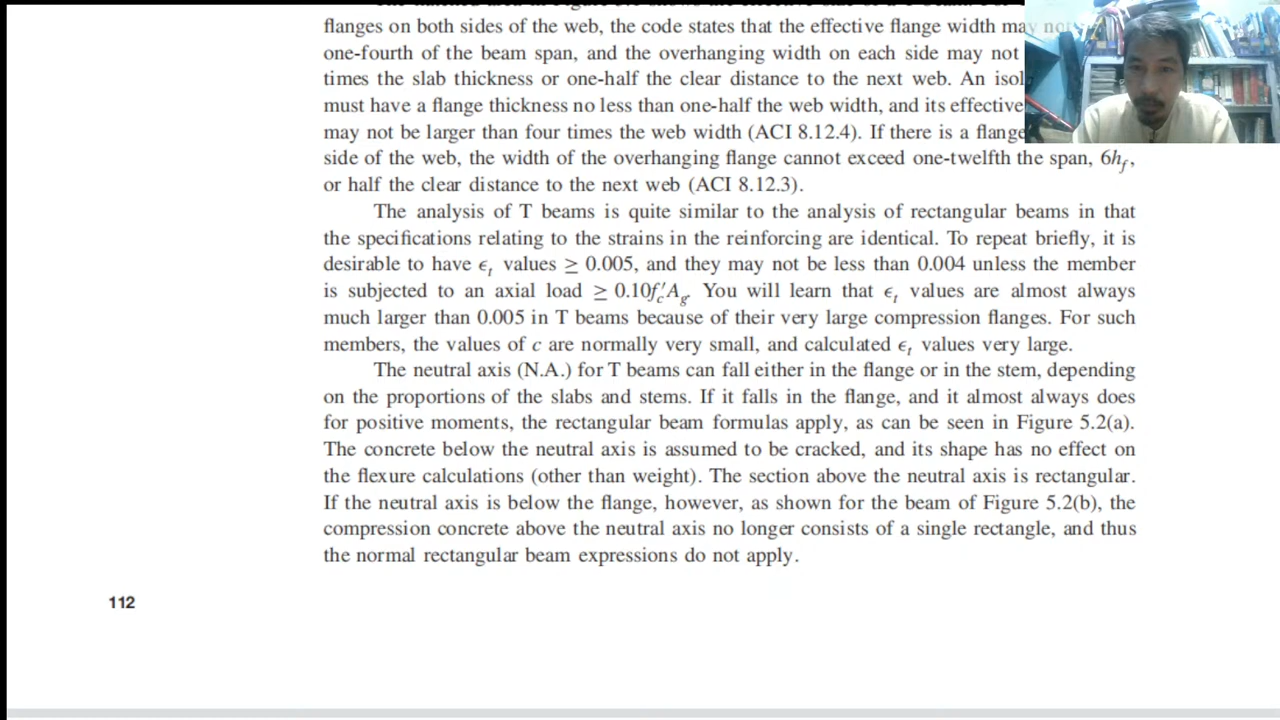 flanges on both sides of the web, the code states that the effective flange width may not
one-fourth of the beam span, and the overhanging width on each side may not
times the slab thickness or one-half the clear distance to the next web. An
must have a flange thickness no less than one-half the web width, and its effective
may not be larger than four times the web width (ACI 8.12.4). If there is a flange
side of the web, the width of the overhanging flange cannot exceed one-twelfth the span, 6h_f,
or half the clear distance to the next web (ACI 8.12.3).
The analysis of T beams is quite similar to the analysis of rectangular beams in that
the specifications relating to the strains in the reinforcing are identical. To repeat briefly, it is
desirable to have ϵ_t values ≥ 0.005, and they may not be less than 0.004 unless the member
is subjected to an axial load ≥ 0.10f′_cA_g. You will learn that ϵ_t values are almost always
much larger than 0.005 in T beams because of their very large compression flanges. For such
members, the values of c are normally very small, and calculated ϵ_t values very large.
The neutral axis (N.A.) for T beams can fall either in the flange or in the stem, depending
on the proportions of the slabs and stems. If it falls in the flange, and it almost always does
for positive moments, the rectangular beam formulas apply, as can be seen in Figure 5.2(a).
The concrete below the neutral axis is assumed to be cracked, and its shape has no effect on
the flexure calculations (other than weight). The section above the neutral axis is rectangular.
If the neutral axis is below the flange, however, as shown for the beam of Figure 5.2(b), the
compression concrete above the neutral axis no longer consists of a single rectangle, and thus
the normal rectangular beam expressions do not apply.
112